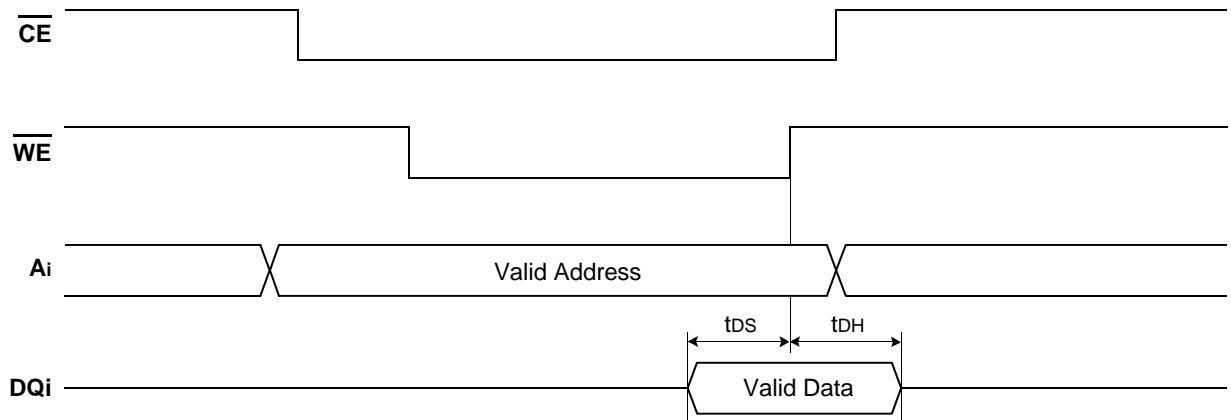 CE
WE
Ai
Valid Address
tDS tDH
DQi
Valid Data